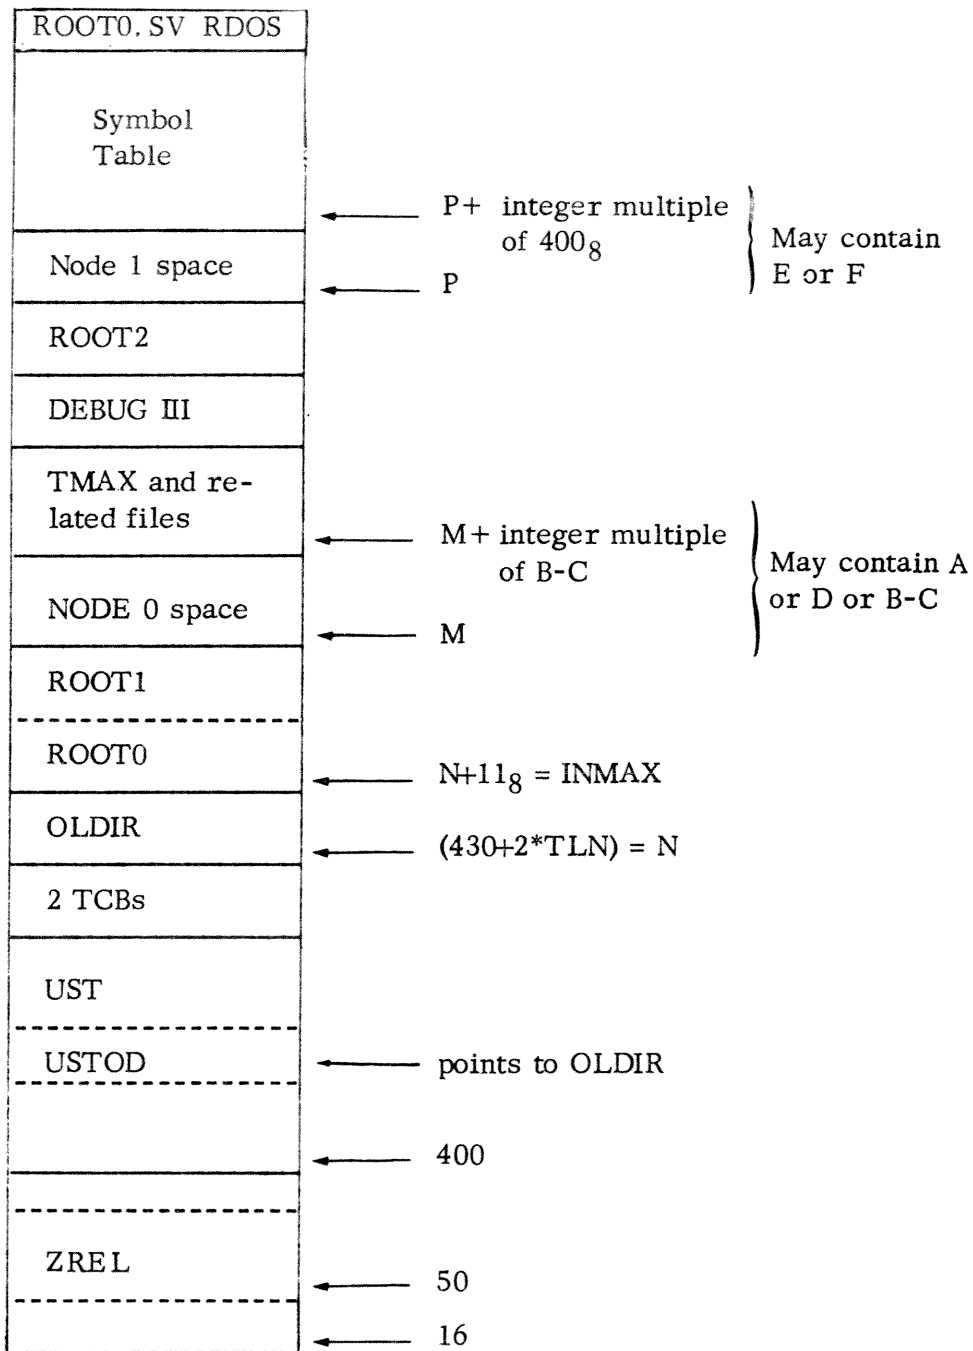 ROOT0.SV RDOS
Symbol
Table
P+ integer multiple
of 400₈
May contain
E or F
Node 1 space
P
ROOT2
DEBUG III
TMAX and re-
lated files
M+ integer multiple
of B-C
May contain A
or D or B-C
NODE 0 space
M
ROOT1
ROOT0
N+11₈ = INMAX
OLDIR
(430+2*TLN) = N
2 TCBs
UST
USTOD
points to OLDIR
400
ZREL
50
16